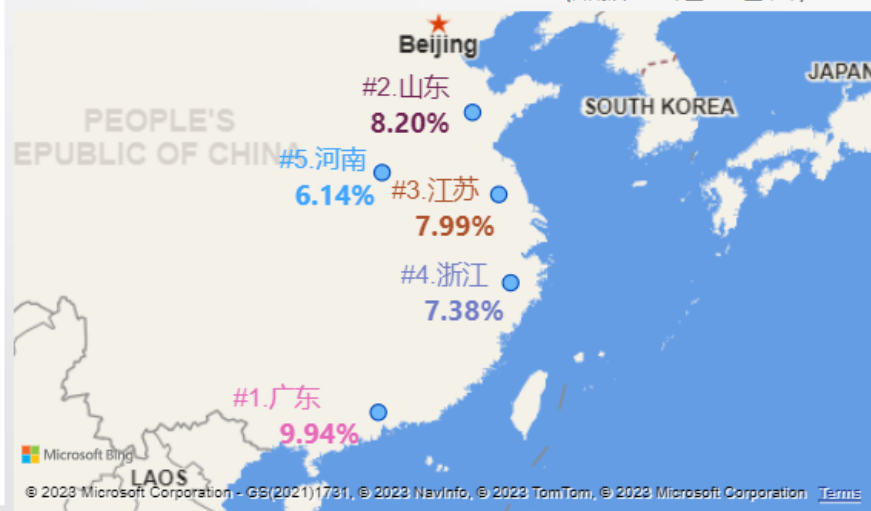 Beijing
#2.山东
8.20%
JAPAN
SOUTH KOREA
PEOPLE'S
EPUBLIC OF CHINA
#5.河南
6.14%
#3.江苏
7.99%
#4.浙江
7.38%
#1.广东
9.94%
Microsoft Bing
LAOS
© 2023 Microsoft Corporation - GS(2021)1731, © 2023 NavInfo, © 2023 TomTom, © 2023 Microsoft Corporation Terms